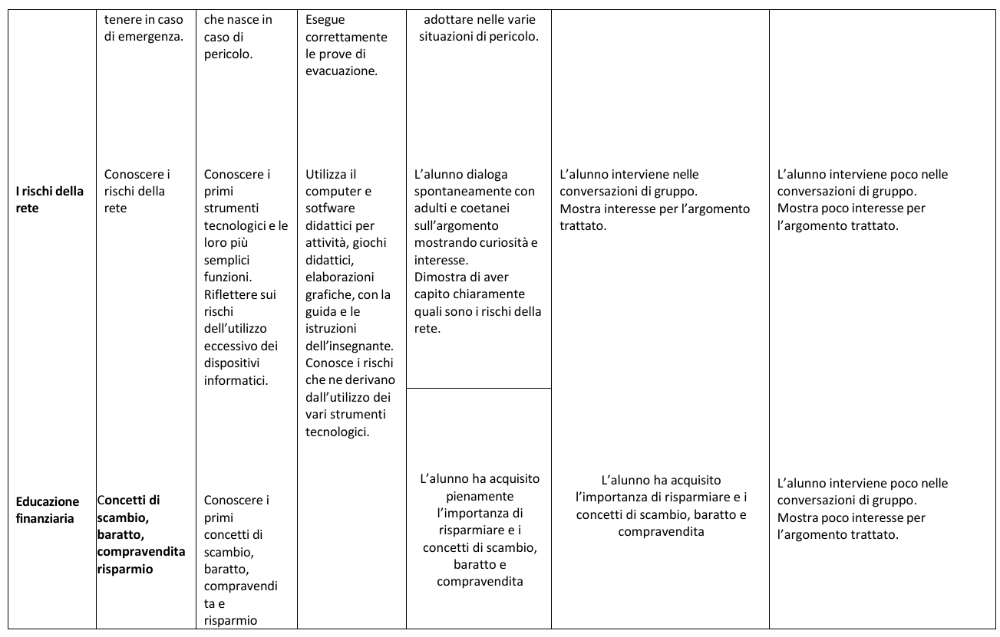 tenere in caso
di emergenza.
che nasce in
caso di
pericolo.
Esegue
correttamente
le prove di
evacuazione.
adottare nelle varie
situazioni di pericolo.
I rischi della
rete
Conoscere i
rischi della
rete
Conoscere i
primi
strumenti
tecnologici e le
loro più
semplici
funzioni.
Riflettere sui
rischi
dell’utilizzo
eccessivo dei
dispositivi
informatici.
Utilizza il
computer e
sotfware
didattici per
attività, giochi
didattici,
elaborazioni
grafiche, con la
guida e le
istruzioni
dell’insegnante.
Conosce i rischi
che ne derivano
dall’utilizzo dei
vari strumenti
tecnologici.
L’alunno dialoga
spontaneamente con
adulti e coetanei
sull’argomento
mostrando curiosità e
interesse.
Dimostra di aver
capito chiaramente
quali sono i rischi della
rete.
L’alunno interviene nelle
conversazioni di gruppo.
Mostra interesse per l’argomento
trattato.
L’alunno interviene poco nelle
conversazioni di gruppo.
Mostra poco interesse per
l’argomento trattato.
Educazione
finanziaria
Concetti di
scambio,
baratto,
compravendita
risparmio
Conoscere i
primi
concetti di
scambio,
baratto,
compravendi
ta e
risparmio
L’alunno ha acquisito
pienamente
l’importanza di
risparmiare e i
concetti di scambio,
baratto e
compravendita
L’alunno ha acquisito
l’importanza di risparmiare e i
concetti di scambio, baratto e
compravendita
L’alunno interviene poco nelle
conversazioni di gruppo.
Mostra poco interesse per
l’argomento trattato.